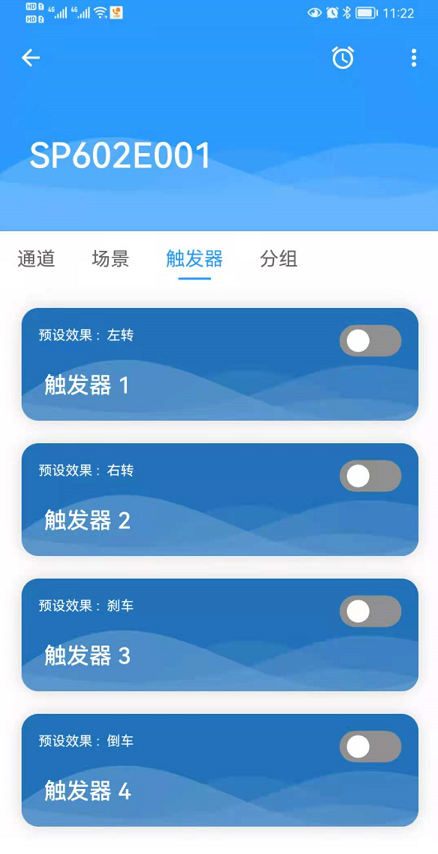 11:22
SP602E001
通道 场景 触发器 分组
预设效果：左转
触发器 1
预设效果：右转
触发器 2
预设效果：刹车
触发器 3
预设效果：倒车
触发器 4